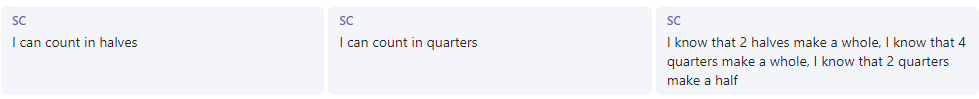 SC
I can count in halves
SC
I can count in quarters
SC
I know that 2 halves make a whole, I know that 4
quarters make a whole, I know that 2 quarters
make a half